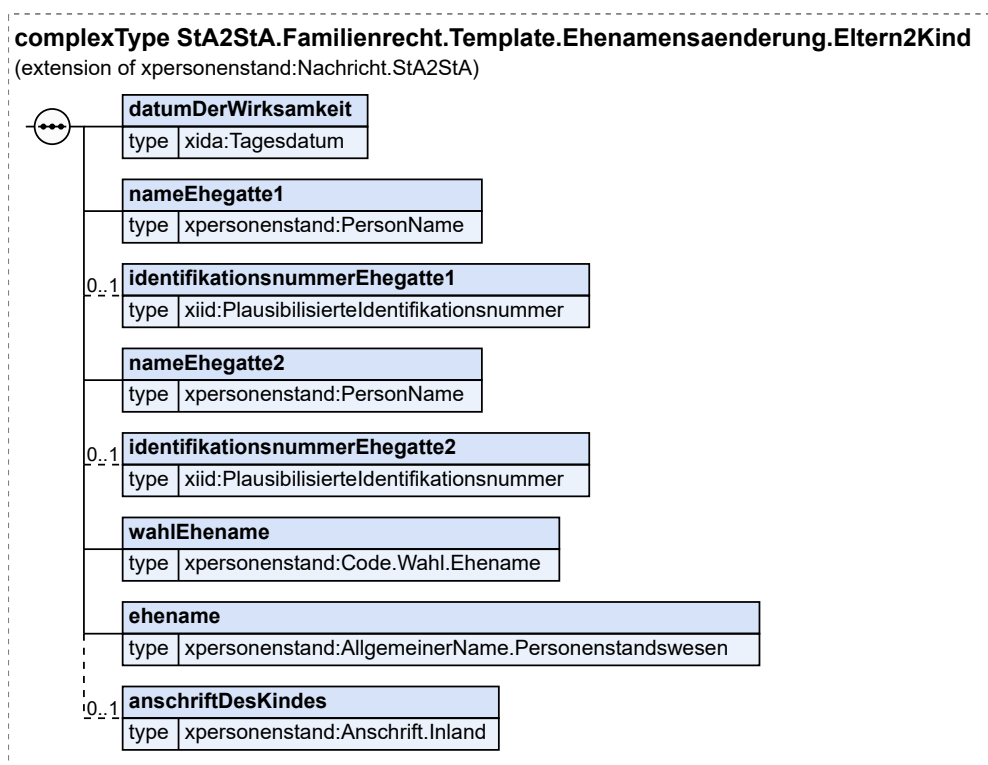 complexType StA2StA.Familienrecht.Template.Ehenamensaenderung.Eltern2Kind
(extension of xpersonenstand:Nachricht.StA2StA)
datumDerWirksamkeit
type xida:Tagesdatum
nameEhegatte1
type xpersonenstand:PersonName
0..1 identifikationsnummerEhegatte1
type xiid:PlausibilisierteIdentifikationsnummer
nameEhegatte2
type xpersonenstand:PersonName
0..1 identifikationsnummerEhegatte2
type xiid:PlausibilisierteIdentifikationsnummer
wahlEhename
type xpersonenstand:Code.Wahl.Ehename
ehename
type xpersonenstand:AllgemeinerName.Personenstandswesen
0..1 anschriftDesKindes
type xpersonenstand:Anschrift.Inland